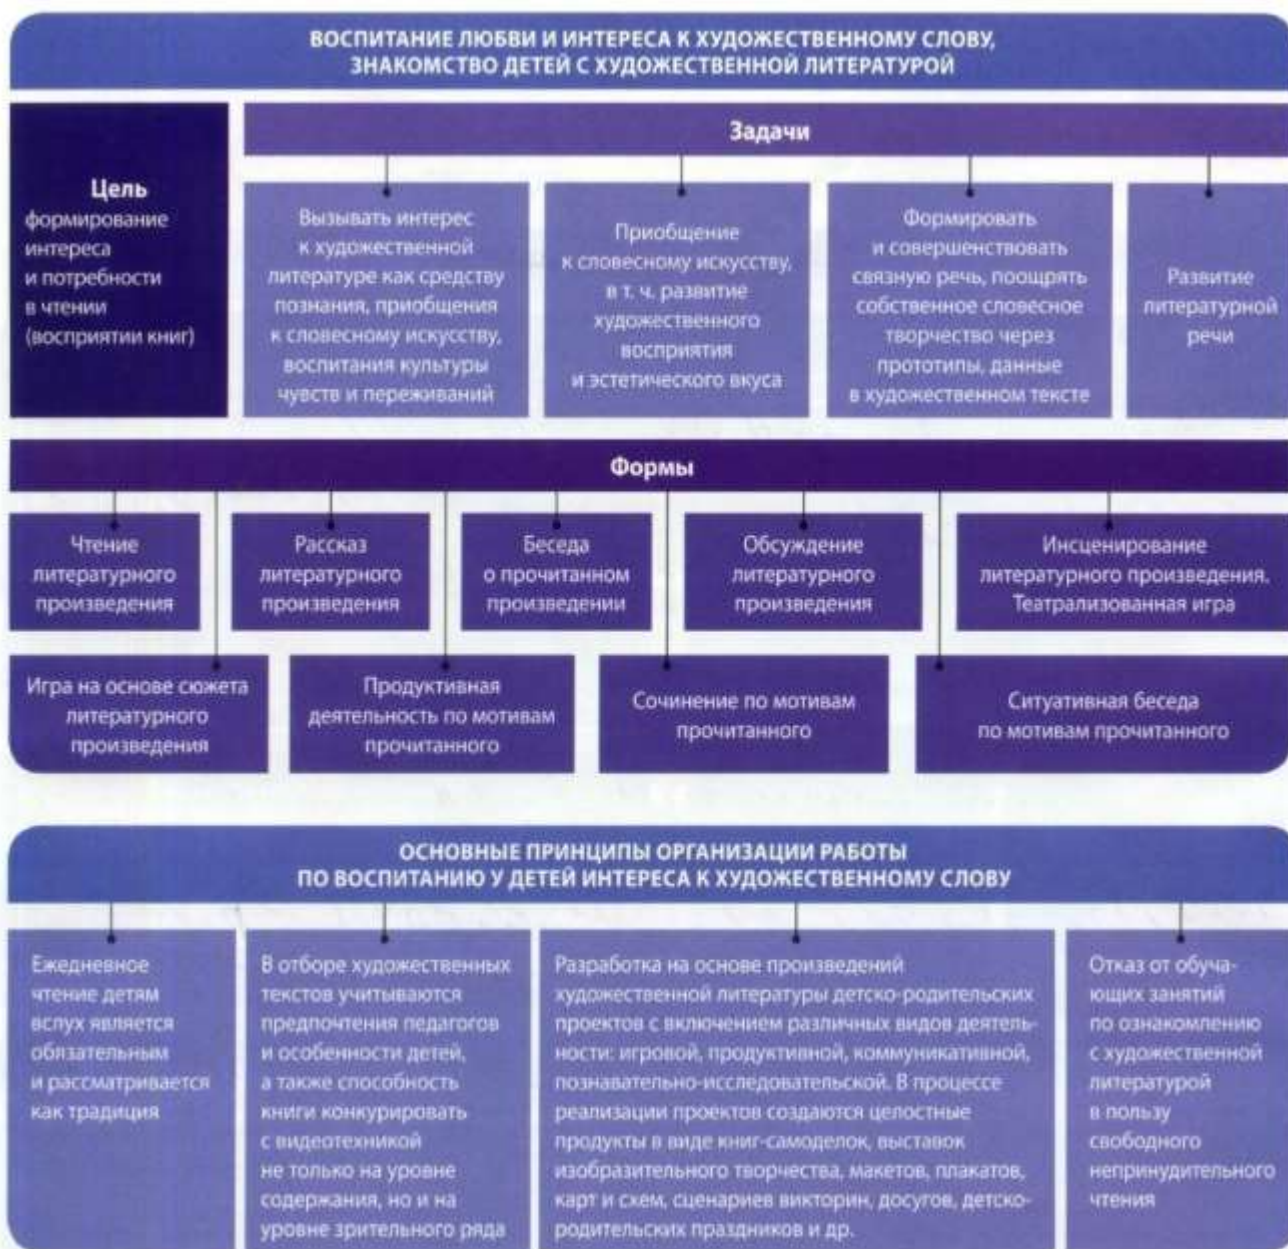 ВОСПИТАНИЕ ЛЮБВИ И ИНТЕРЕСА К ХУДОЖЕСТВЕННОМУ СЛОВУ,
ЗНАКОМСТВО ДЕТЕЙ С ХУДОЖЕСТВЕННОЙ ЛИТЕРАТУРОЙ
Цель
формирование
интереса
и потребности
в чтении
(восприятии книг)
Задачи
Вызывать интерес
к художественной
литературе как средству
познания, приобщения
к словесному искусству,
воспитания культуры
чувств и переживаний
Приобщение
к словесному искусству,
в т. ч. развитие
художественного
восприятия
и эстетического вкуса
Формировать
и совершенствовать
связную речь, поощрять
собственное словесное
творчество через
прототипы, данные
в художественном тексте
Развитие
литературной
речи
Формы
Чтение
литературного
произведения
Рассказ
литературного
произведения
Беседа
о прочитанном
произведении
Обсуждение
литературного
произведения
Инсценирование
литературного произведения.
Театрализованная игра
Игра на основе сюжета
литературного
произведения
Продуктивная
деятельность по мотивам
прочитанного
Сочинение по мотивам
прочитанного
Ситуативная беседа
по мотивам прочитанного
ОСНОВНЫЕ ПРИНЦИПЫ ОРГАНИЗАЦИИ РАБОТЫ
ПО ВОСПИТАНИЮ У ДЕТЕЙ ИНТЕРЕСА К ХУДОЖЕСТВЕННОМУ СЛОВУ
Ежедневное
чтение детям
вслух является
обязательным
и рассматривается
как традиция
В отборе художественных
текстов учитываются
предпочтения педагогов
и особенности детей,
а также способность
книги конкурировать
с видеотехникой
не только на уровне
содержания, но и на
уровне зрительного ряда
Разработка на основе произведений
художественной литературы детско-родительских
проектов с включением различных видов деятель-
ности: игровой, продуктивной, коммуникативной,
познавательно-исследовательской. В процессе
реализации проектов создаются целостные
продукты в виде книг-самоделок, выставок
изобразительного творчества, макетов, плакатов,
карт и схем, сценариев викторин, досугов, детско-
родительских праздников и др.
Отказ от обуча-
ющих занятий
по ознакомлению
с художественной
литературой
в пользу
свободного
непринудительного
чтения